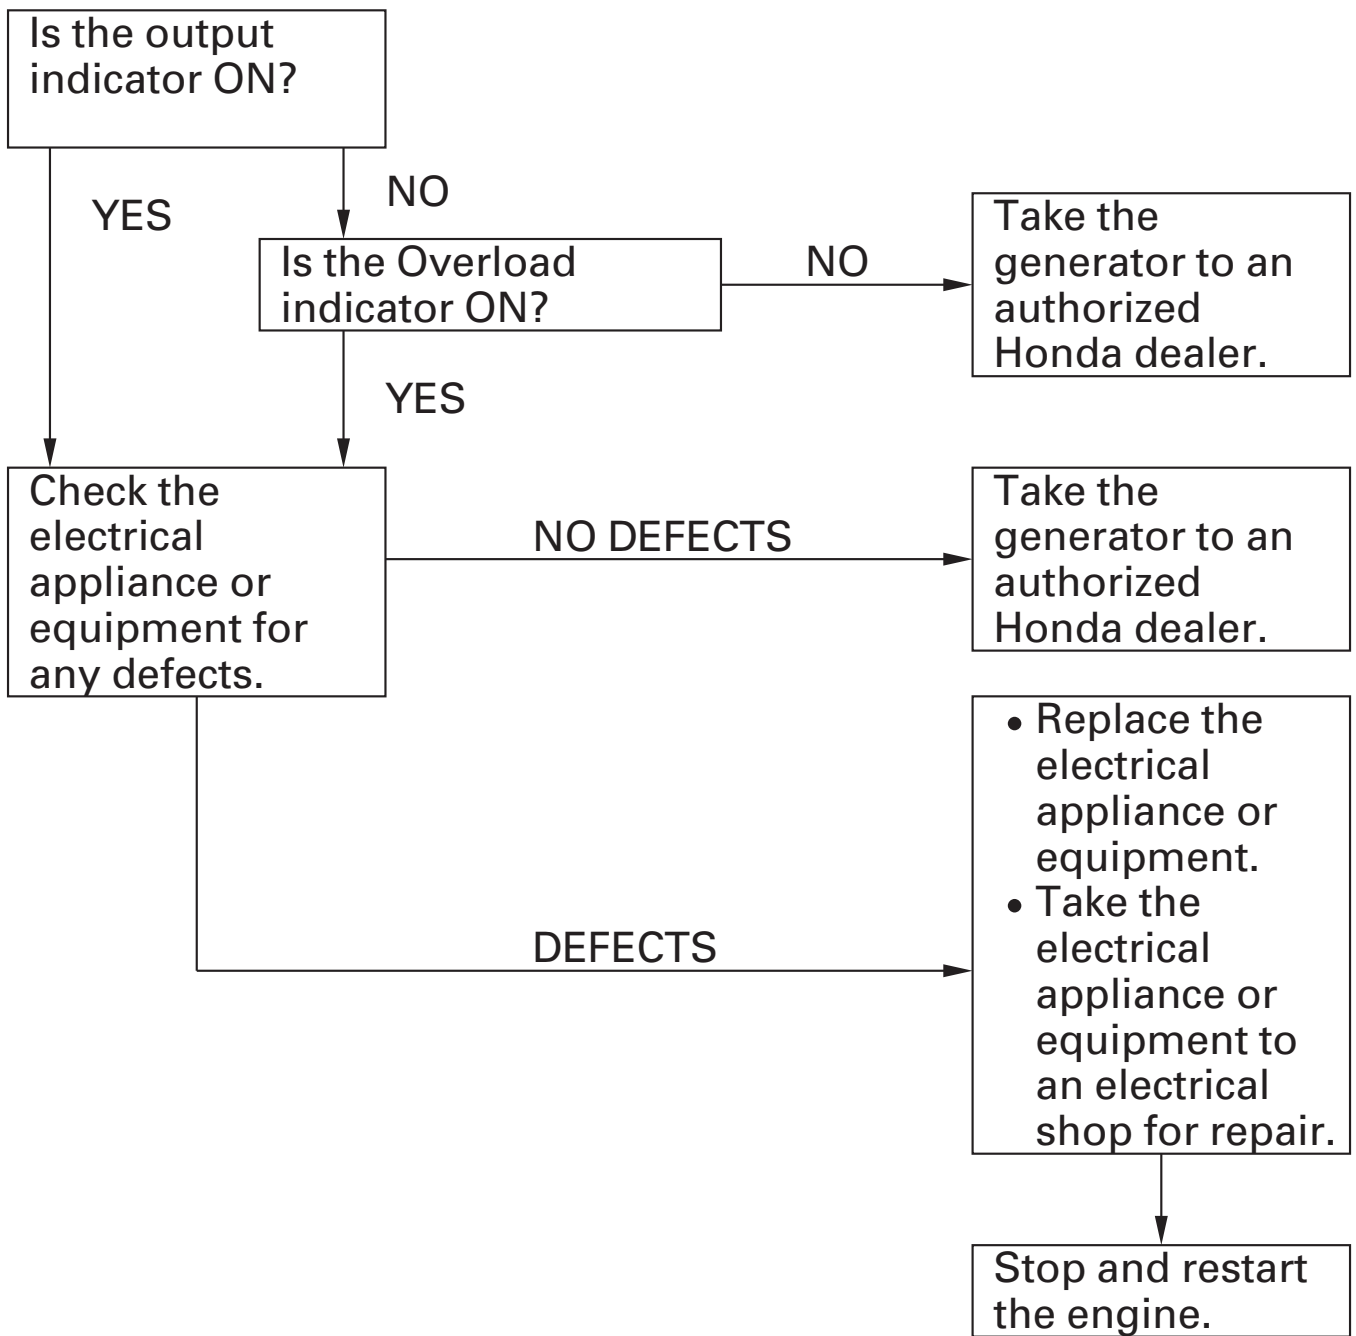 Is the output
indicator ON?
YES
NO
Is the Overload
indicator ON?
NO
Take the
generator to an
authorized
Honda dealer.
YES
Check the
electrical
appliance or
equipment for
any defects.
NO DEFECTS
Take the
generator to an
authorized
Honda dealer.
DEFECTS
• Replace the
electrical
appliance or
equipment.
• Take the
electrical
appliance or
equipment to
an electrical
shop for repair.
Stop and restart
the engine.